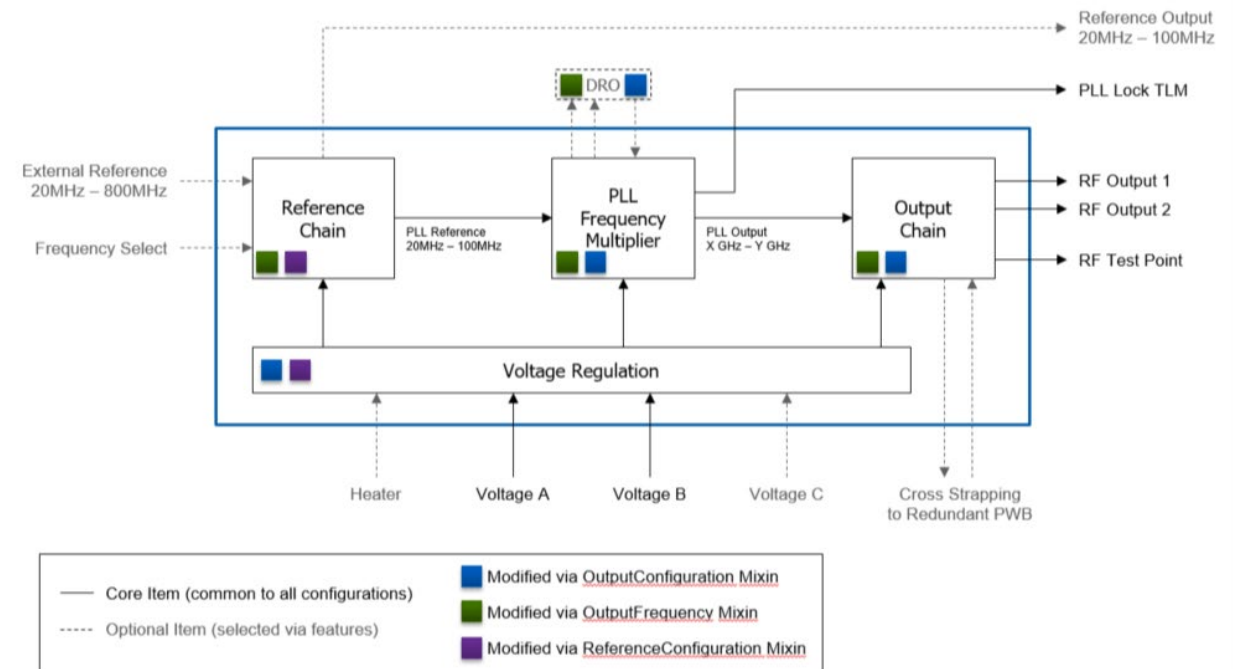 Reference Output
20MHz – 100MHz
DRO
PLL Lock TLM
External Reference
20MHz – 800MHz
Frequency Select
Reference
Chain
PLL Reference
20MHz – 100MHz
PLL
Frequency
Multiplier
PLL Output
X GHz – Y GHz
Output
Chain
RF Output 1
RF Output 2
RF Test Point
Voltage Regulation
Heater
Voltage A
Voltage B
Voltage C
Cross Strapping
to Redundant PWB
Core Item (common to all configurations)
Optional Item (selected via features)
Modified via OutputConfiguration Mixin
Modified via OutputFrequency Mixin
Modified via ReferenceConfiguration Mixin